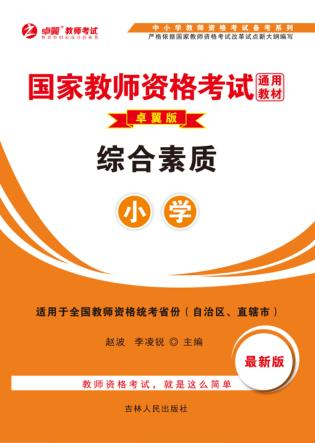 卓翼教师考试
中小学教师资格考试备考系列
严格依据国家教师资格考试改革试点新大纲编写
国家教师资格考试 通用教材
卓翼版
综合素质
小学
适用于全国教师资格统考省份（自治区、直辖市）
赵波 李凌锐 ◎ 主编
最新版
教师资格考试，就是这么简单
吉林人民出版社